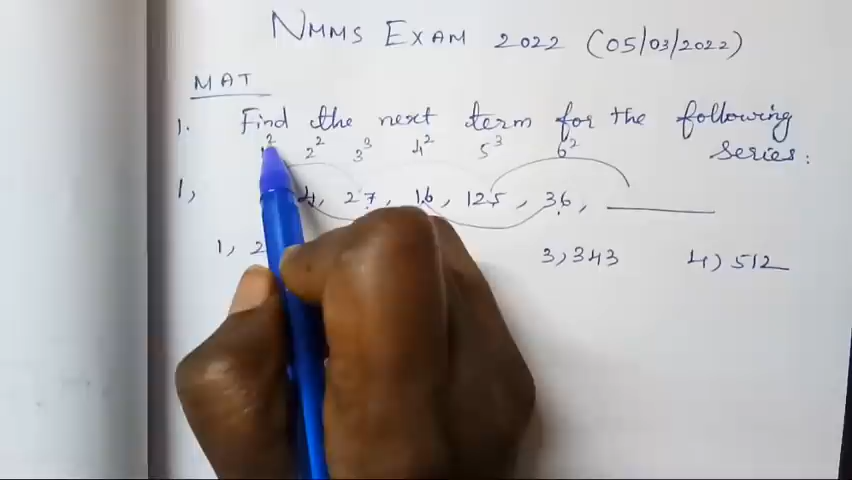 NMMS EXAM 2022 (05/03/2022)
MAT
1. Find the next term for the following
series:
2² 3³ 4² 5³ 6²
1, 4, 27, 16, 125, 36, ______
1, 2 3, 343 4) 512